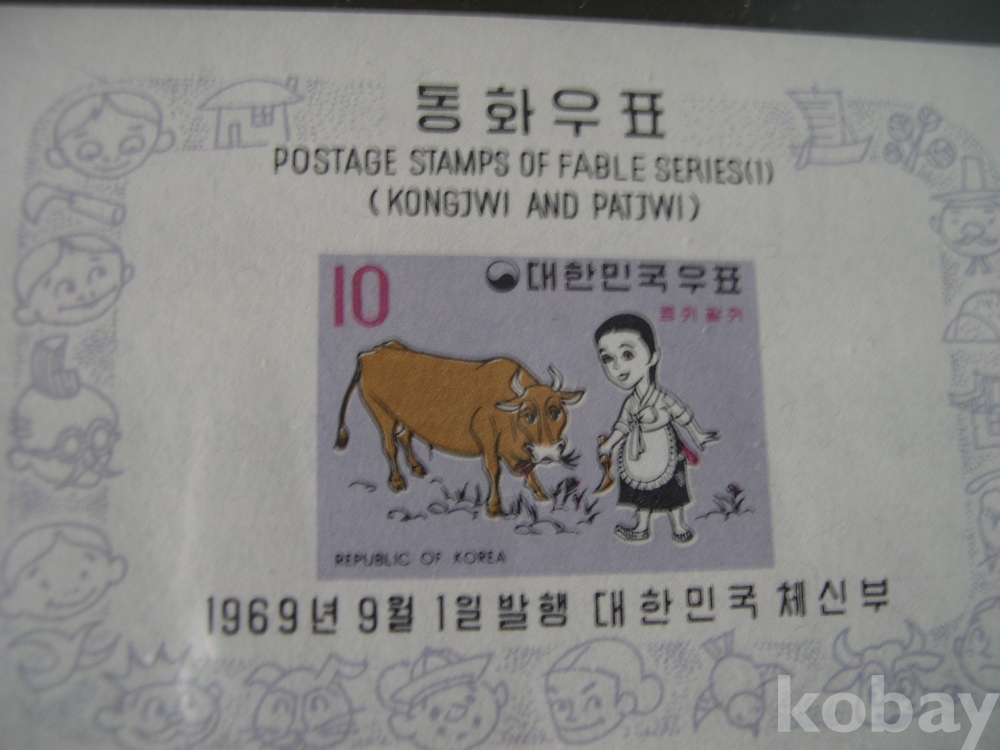 동화우표
POSTAGE STAMPS OF FABLE SERIES(1)
(KONGJWI AND PATJWI)
10
대한민국우표
콩쥐팥쥐
REPUBLIC OF KOREA
1969년 9월 1일 발행 대한민국 체신부
kobay